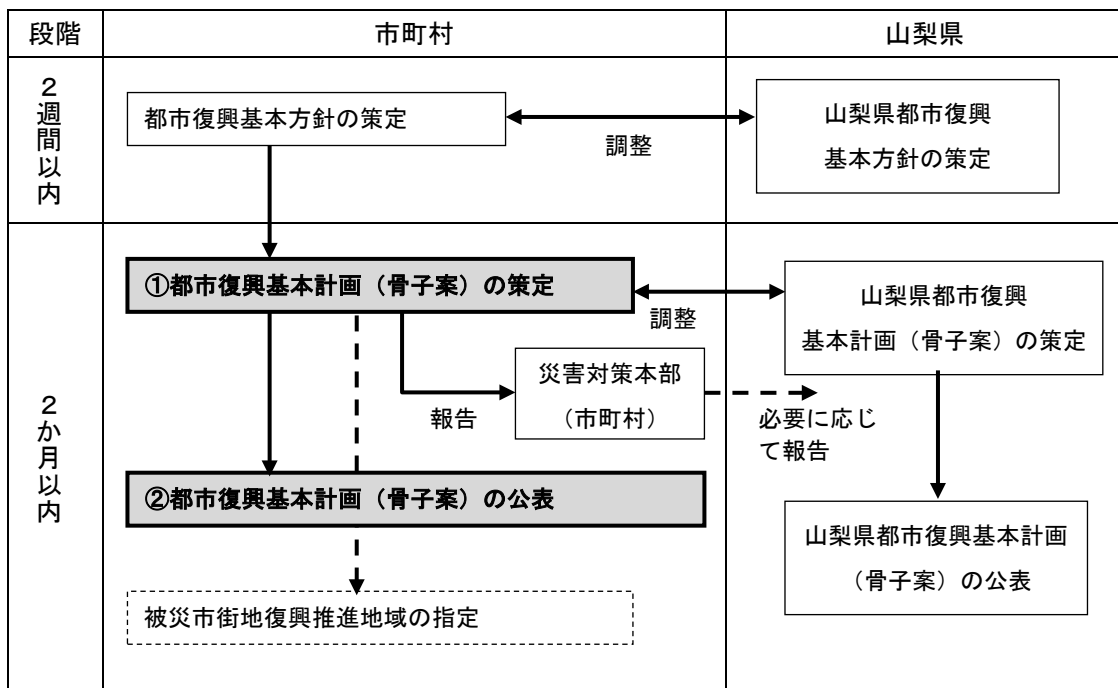 段階
市町村
山梨県
２週間以内
都市復興基本方針の策定
調整
山梨県都市復興
基本方針の策定
２か月以内
①都市復興基本計画（骨子案）の策定
調整
山梨県都市復興
基本計画（骨子案）の策定
報告
災害対策本部
（市町村）
必要に応じ
て報告
②都市復興基本計画（骨子案）の公表
山梨県都市復興基本計画
（骨子案）の公表
被災市街地復興推進地域の指定